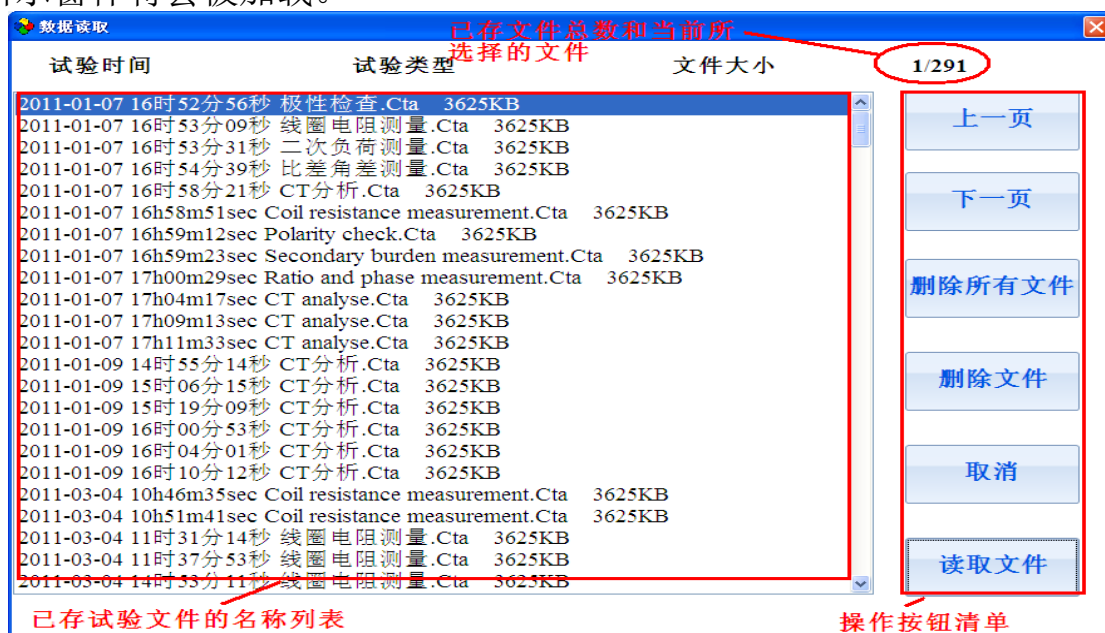 数据读取
已存文件总数和当前所
选择的文件
试验时间 试验类型 文件大小 1/291
2011-01-07 16时52分56秒 极性检查.Cta 3625KB
2011-01-07 16时53分09秒 线圈电阻测量.Cta 3625KB
2011-01-07 16时53分31秒 二次负荷测量.Cta 3625KB
2011-01-07 16时54分39秒 比差角差测量.Cta 3625KB
2011-01-07 16时58分21秒 CT分析.Cta 3625KB
2011-01-07 16h58m51sec Coil resistance measurement.Cta 3625KB
2011-01-07 16h59m12sec Polarity check.Cta 3625KB
2011-01-07 16h59m23sec Secondary burden measurement.Cta 3625KB
2011-01-07 17h00m29sec Ratio and phase measurement.Cta 3625KB
2011-01-07 17h04m17sec CT analyse.Cta 3625KB
2011-01-07 17h09m13sec CT analyse.Cta 3625KB
2011-01-07 17h11m33sec CT analyse.Cta 3625KB
2011-01-09 14时55分14秒 CT分析.Cta 3625KB
2011-01-09 15时06分15秒 CT分析.Cta 3625KB
2011-01-09 15时19分09秒 CT分析.Cta 3625KB
2011-01-09 16时00分53秒 CT分析.Cta 3625KB
2011-01-09 16时04分01秒 CT分析.Cta 3625KB
2011-01-09 16时10分12秒 CT分析.Cta 3625KB
2011-03-04 10h46m35sec Coil resistance measurement.Cta 3625KB
2011-03-04 10h51m41sec Coil resistance measurement.Cta 3625KB
2011-03-04 11时31分14秒 线圈电阻测量.Cta 3625KB
2011-03-04 11时37分53秒 线圈电阻测量.Cta 3625KB
2011-03-04 14时53分11秒 线圈电阻测量.Cta 3625KB
上一页
下一页
删除所有文件
删除文件
取消
读取文件
已存试验文件的名称列表
操作按钮清单